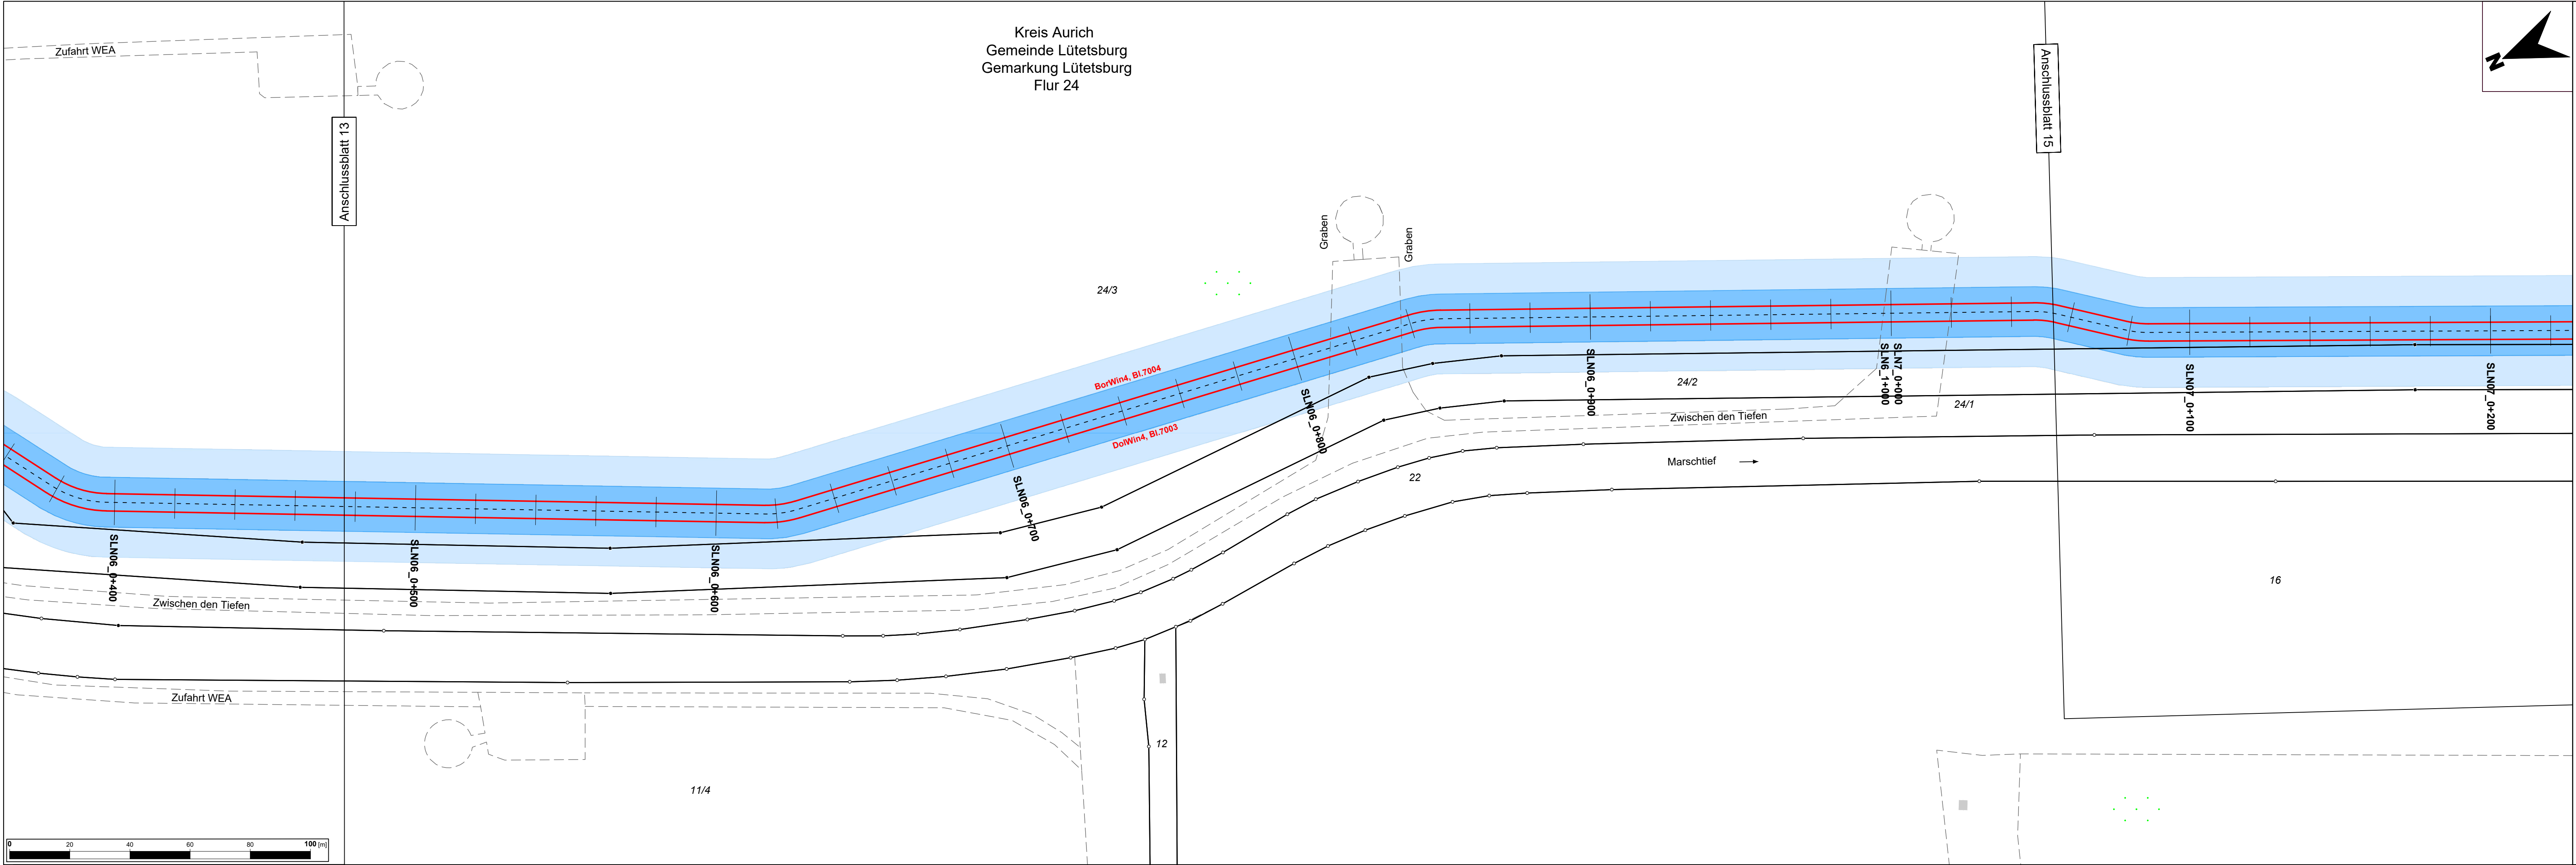 Kreis Aurich
Gemeinde Lütetsburg
Gemarkung Lütetsburg
Flur 24
Zufahrt WEA
Anschlussblatt 13
Anschlussblatt 15
N
Graben
Graben
24/3
BorWin4, Bl.7004
DolWin4, Bl.7003
SLN06_0+400
SLN06_0+500
SLN06_0+600
SLN06_0+700
SLN06_0+800
SLN06_0+900
SLN6_1+000
SLN7_0+000
SLN07_0+100
SLN07_0+200
24/2
24/1
Zwischen den Tiefen
Marschtief
22
Zwischen den Tiefen
16
Zufahrt WEA
12
11/4
0 20 40 60 80 100 [m]